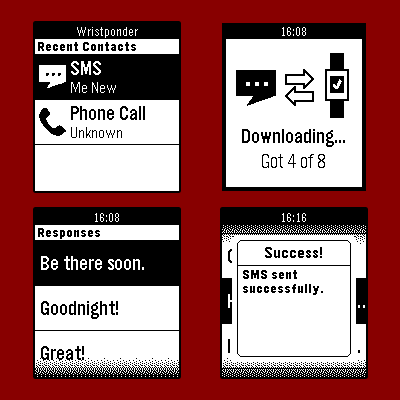 Wristponder
Recent Contacts
SMS
Me New
Phone Call
Unknown
16:08
Downloading...
Got 4 of 8
16:08
Responses
Be there soon.
Goodnight!
Great!
16:16
Success!
SMS sent
successfully.